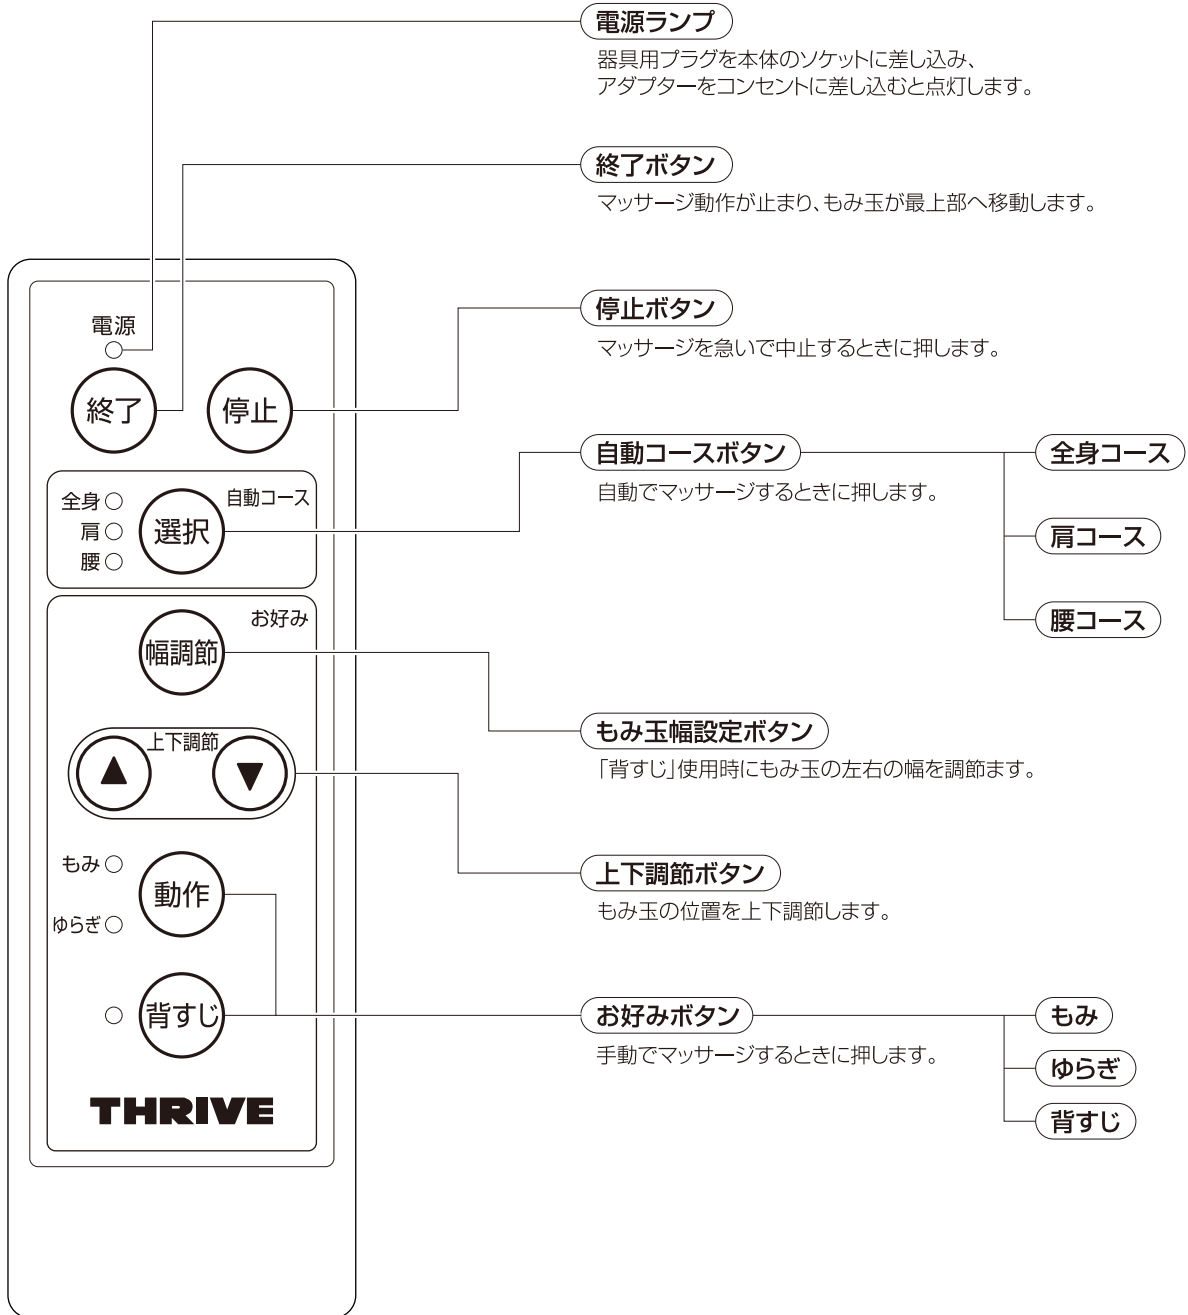 電源ランプ
器具用プラグを本体のソケットに差し込み、
アダプターをコンセントに差し込むと点灯します。
終了ボタン
マッサージ動作が止まり、もみ玉が最上部へ移動します。
停止ボタン
マッサージを急いで中止するときに押します。
自動コースボタン
自動でマッサージするときに押します。
全身コース
肩コース
腰コース
もみ玉幅設定ボタン
「背すじ」使用時にもみ玉の左右の幅を調節ます。
上下調節ボタン
もみ玉の位置を上下調節します。
お好みボタン
手動でマッサージするときに押します。
もみ
ゆらぎ
背すじ
電源
終了
停止
全身
肩
腰
選択
自動コース
お好み
幅調節
上下調節
▲
▼
もみ
ゆらぎ
動作
背すじ
THRIVE